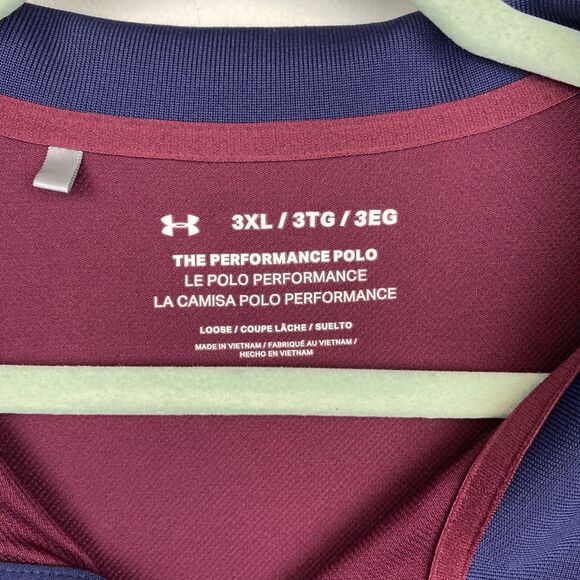 3XL / 3TG / 3EG
THE PERFORMANCE POLO
LE POLO PERFORMANCE
LA CAMISA POLO PERFORMANCE
LOOSE / COUPE LÂCHE / SUELTO
MADE IN VIETNAM / FABRIQUÉ AU VIETNAM /
HECHO EN VIETNAM